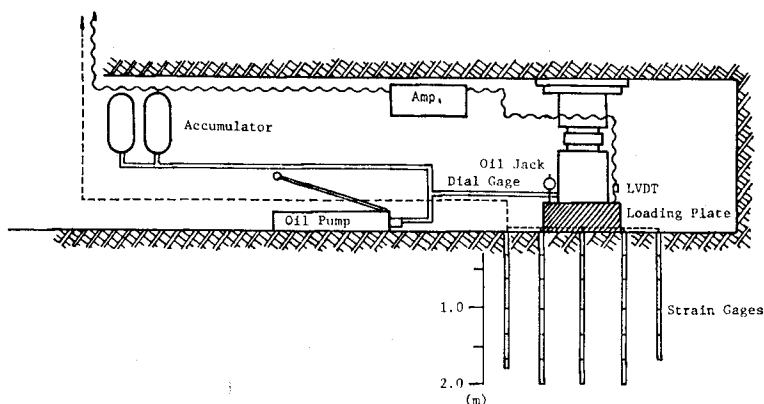 Amp.
Accumulator
Oil Jack
Dial Gage
LVDT
Oil Pump
Loading Plate
1.0
Strain Gages
2.0
(m)